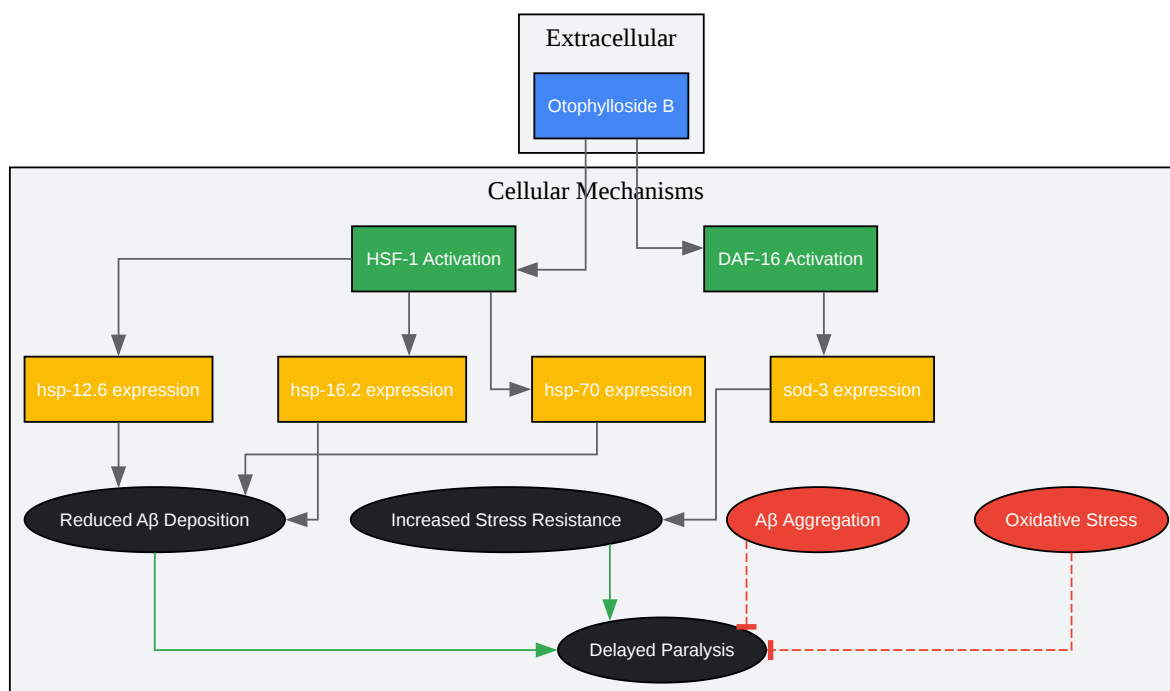 Extracellular
Otophylloside B
Cellular Mechanisms
HSF-1 Activation
DAF-16 Activation
hsp-12.6 expression
hsp-16.2 expression
hsp-70 expression
sod-3 expression
Reduced Aβ Deposition
Increased Stress Resistance
Aβ Aggregation
Oxidative Stress
Delayed Paralysis